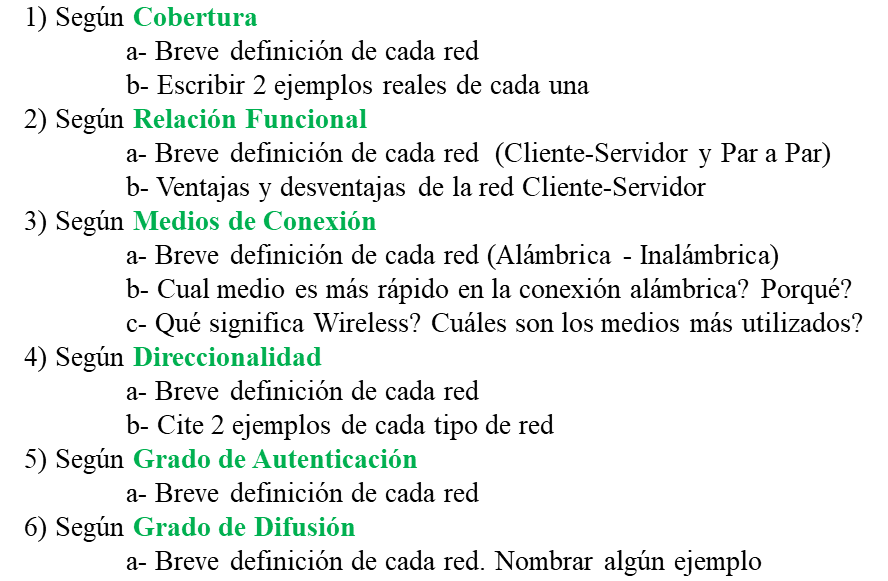 1) Según Cobertura
a- Breve definición de cada red
b- Escribir 2 ejemplos reales de cada una
2) Según Relación Funcional
a- Breve definición de cada red (Cliente-Servidor y Par a Par)
b- Ventajas y desventajas de la red Cliente-Servidor
3) Según Medios de Conexión
a- Breve definición de cada red (Alámbrica - Inalámbrica)
b- Cual medio es más rápido en la conexión alámbrica? Porqué?
c- Qué significa Wireless? Cuáles son los medios más utilizados?
4) Según Direccionalidad
a- Breve definición de cada red
b- Cite 2 ejemplos de cada tipo de red
5) Según Grado de Autenticación
a- Breve definición de cada red
6) Según Grado de Difusión
a- Breve definición de cada red. Nombrar algún ejemplo